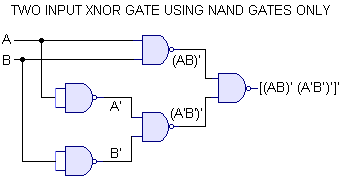 TWO INPUT XNOR GATE USING NAND GATES ONLY
A
B
(AB)'
[(AB)' (A'B')']'
A'
(A'B')'
B'